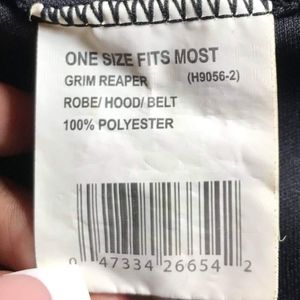 ONE SIZE FITS MOST
GRIM REAPER (H9056-2)
ROBE/ HOOD/ BELT
100% POLYESTER
0 47334 26654 2